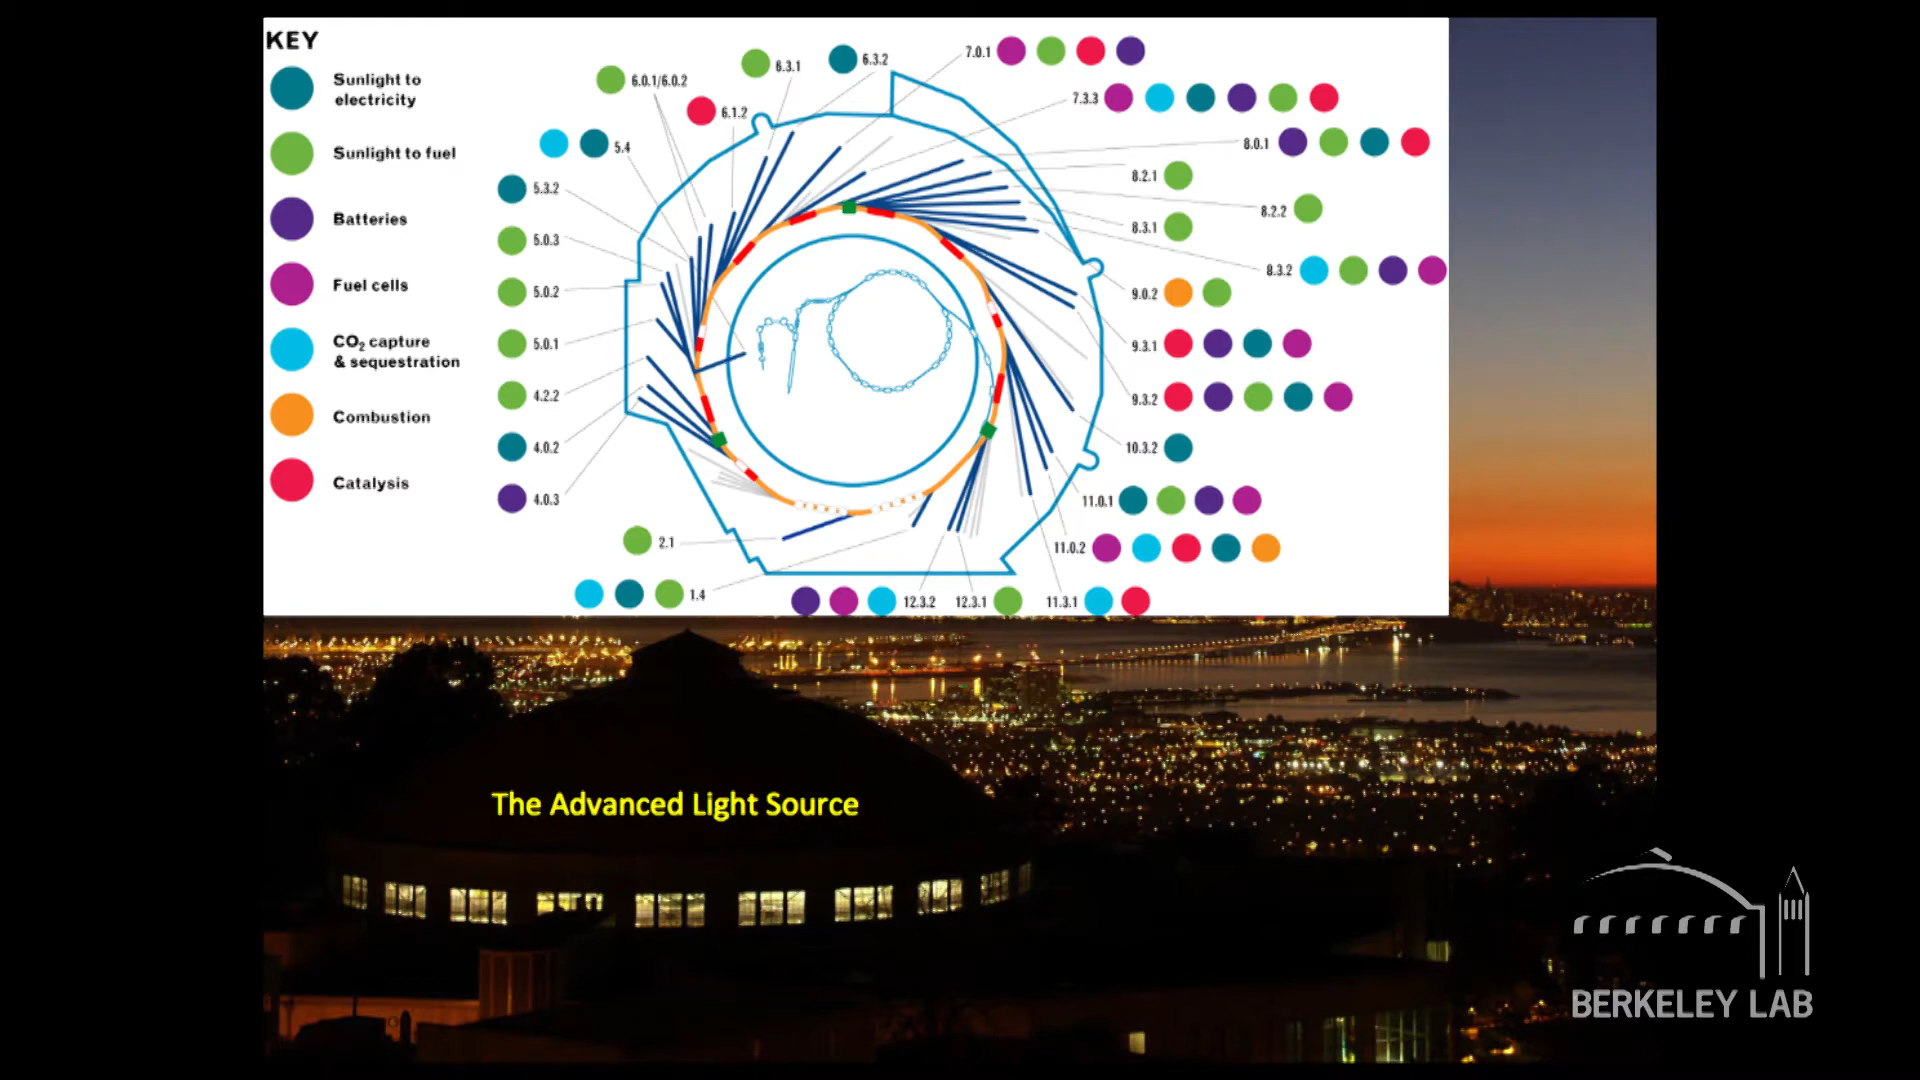 KEY
Sunlight to
electricity
Sunlight to fuel
Batteries
Fuel cells
CO₂ capture
& sequestration
Combustion
Catalysis
6.0.1/6.0.2
6.3.1
6.3.2
7.0.1
6.1.2
7.3.3
5.4
8.0.1
8.2.1
5.3.2
8.2.2
8.3.1
5.0.3
8.3.2
5.0.2
9.0.2
5.0.1
9.3.1
4.2.2
9.3.2
4.0.2
10.3.2
4.0.3
11.0.1
2.1
11.0.2
1.4
12.3.2
12.3.1
11.3.1
The Advanced Light Source
BERKELEY LAB